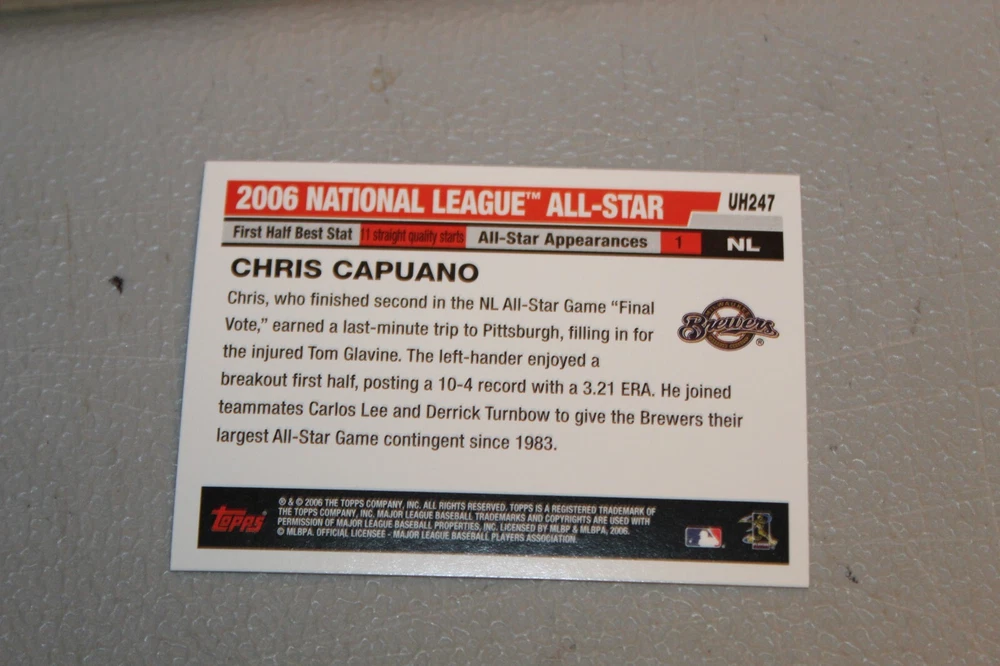 2006 NATIONAL LEAGUE™ ALL-STAR UH247
First Half Best Stat 11 straight quality starts All-Star Appearances 1 NL
CHRIS CAPUANO
Chris, who finished second in the NL All-Star Game “Final
Vote,” earned a last-minute trip to Pittsburgh, filling in for
the injured Tom Glavine. The left-hander enjoyed a
breakout first half, posting a 10-4 record with a 3.21 ERA. He joined
teammates Carlos Lee and Derrick Turnbow to give the Brewers their
largest All-Star Game contingent since 1983.
MILWAUKEE
Brewers®
Topps®
® & © 2006 THE TOPPS COMPANY, INC. ALL RIGHTS RESERVED. TOPPS IS A REGISTERED TRADEMARK OF
THE TOPPS COMPANY, INC. MAJOR LEAGUE BASEBALL TRADEMARKS AND COPYRIGHTS ARE USED WITH
PERMISSION OF MAJOR LEAGUE BASEBALL PROPERTIES, INC. LICENSED BY MLBP & MLBPA, 2006.
© MLBPA. OFFICIAL LICENSEE - MAJOR LEAGUE BASEBALL PLAYERS ASSOCIATION.